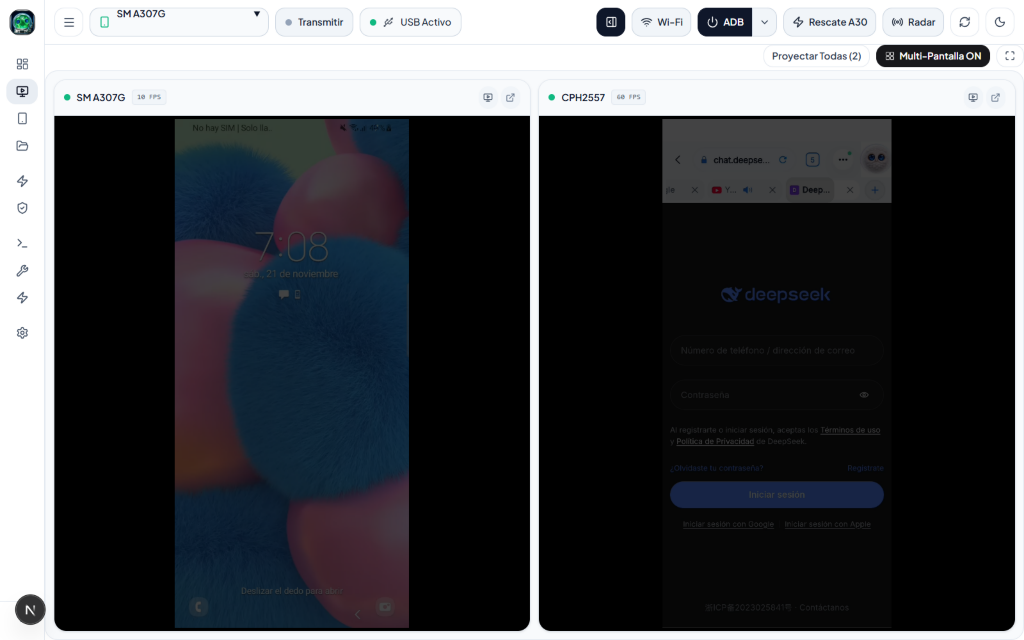 SM A307G
Transmitir
USB Activo
Wi-Fi
ADB
Rescate A30
Radar
Proyectar Todas (2)
Multi-Pantalla ON
SM A307G
10 FPS
CPH2557
60 FPS
No hay SIM | Solo lla..
7:08
21 de noviembre
Deslizar el dedo para abrir
chat.deepse...
Y...
Deep...
deepseek
Número de teléfono / dirección de correo
Contraseña
Al registrarte o iniciar sesión, aceptas los Términos de uso
y Política de Privacidad de DeepSeek.
¿Olvidaste tu contraseña?
Regístrate
Iniciar sesión
Iniciar sesión con Google
Iniciar sesión con Apple
Contáctanos
N